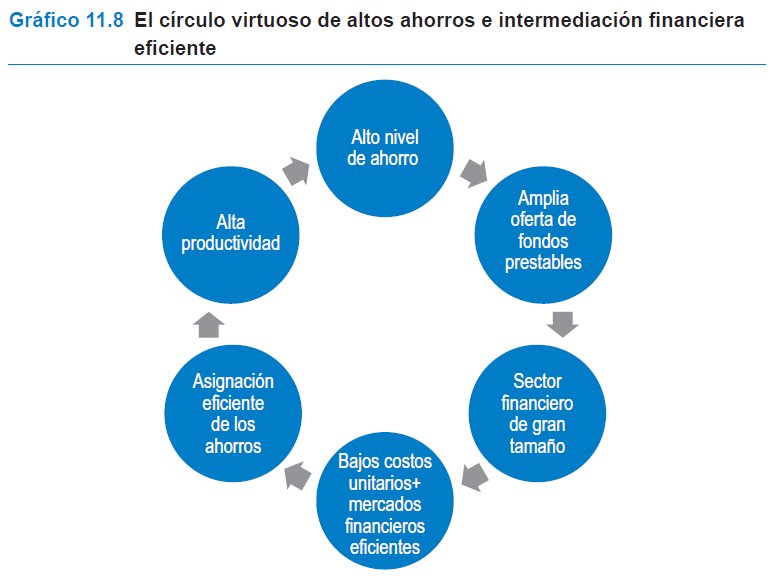 Gráfico 11.8 El círculo virtuoso de altos ahorros e intermediación financiera
eficiente
Alto nivel
de ahorro
Amplia
oferta de
fondos
prestables
Sector
financiero
de gran
tamaño
Bajos costos
unitarios+
mercados
financieros
eficientes
Asignación
eficiente
de los
ahorros
Alta
productividad